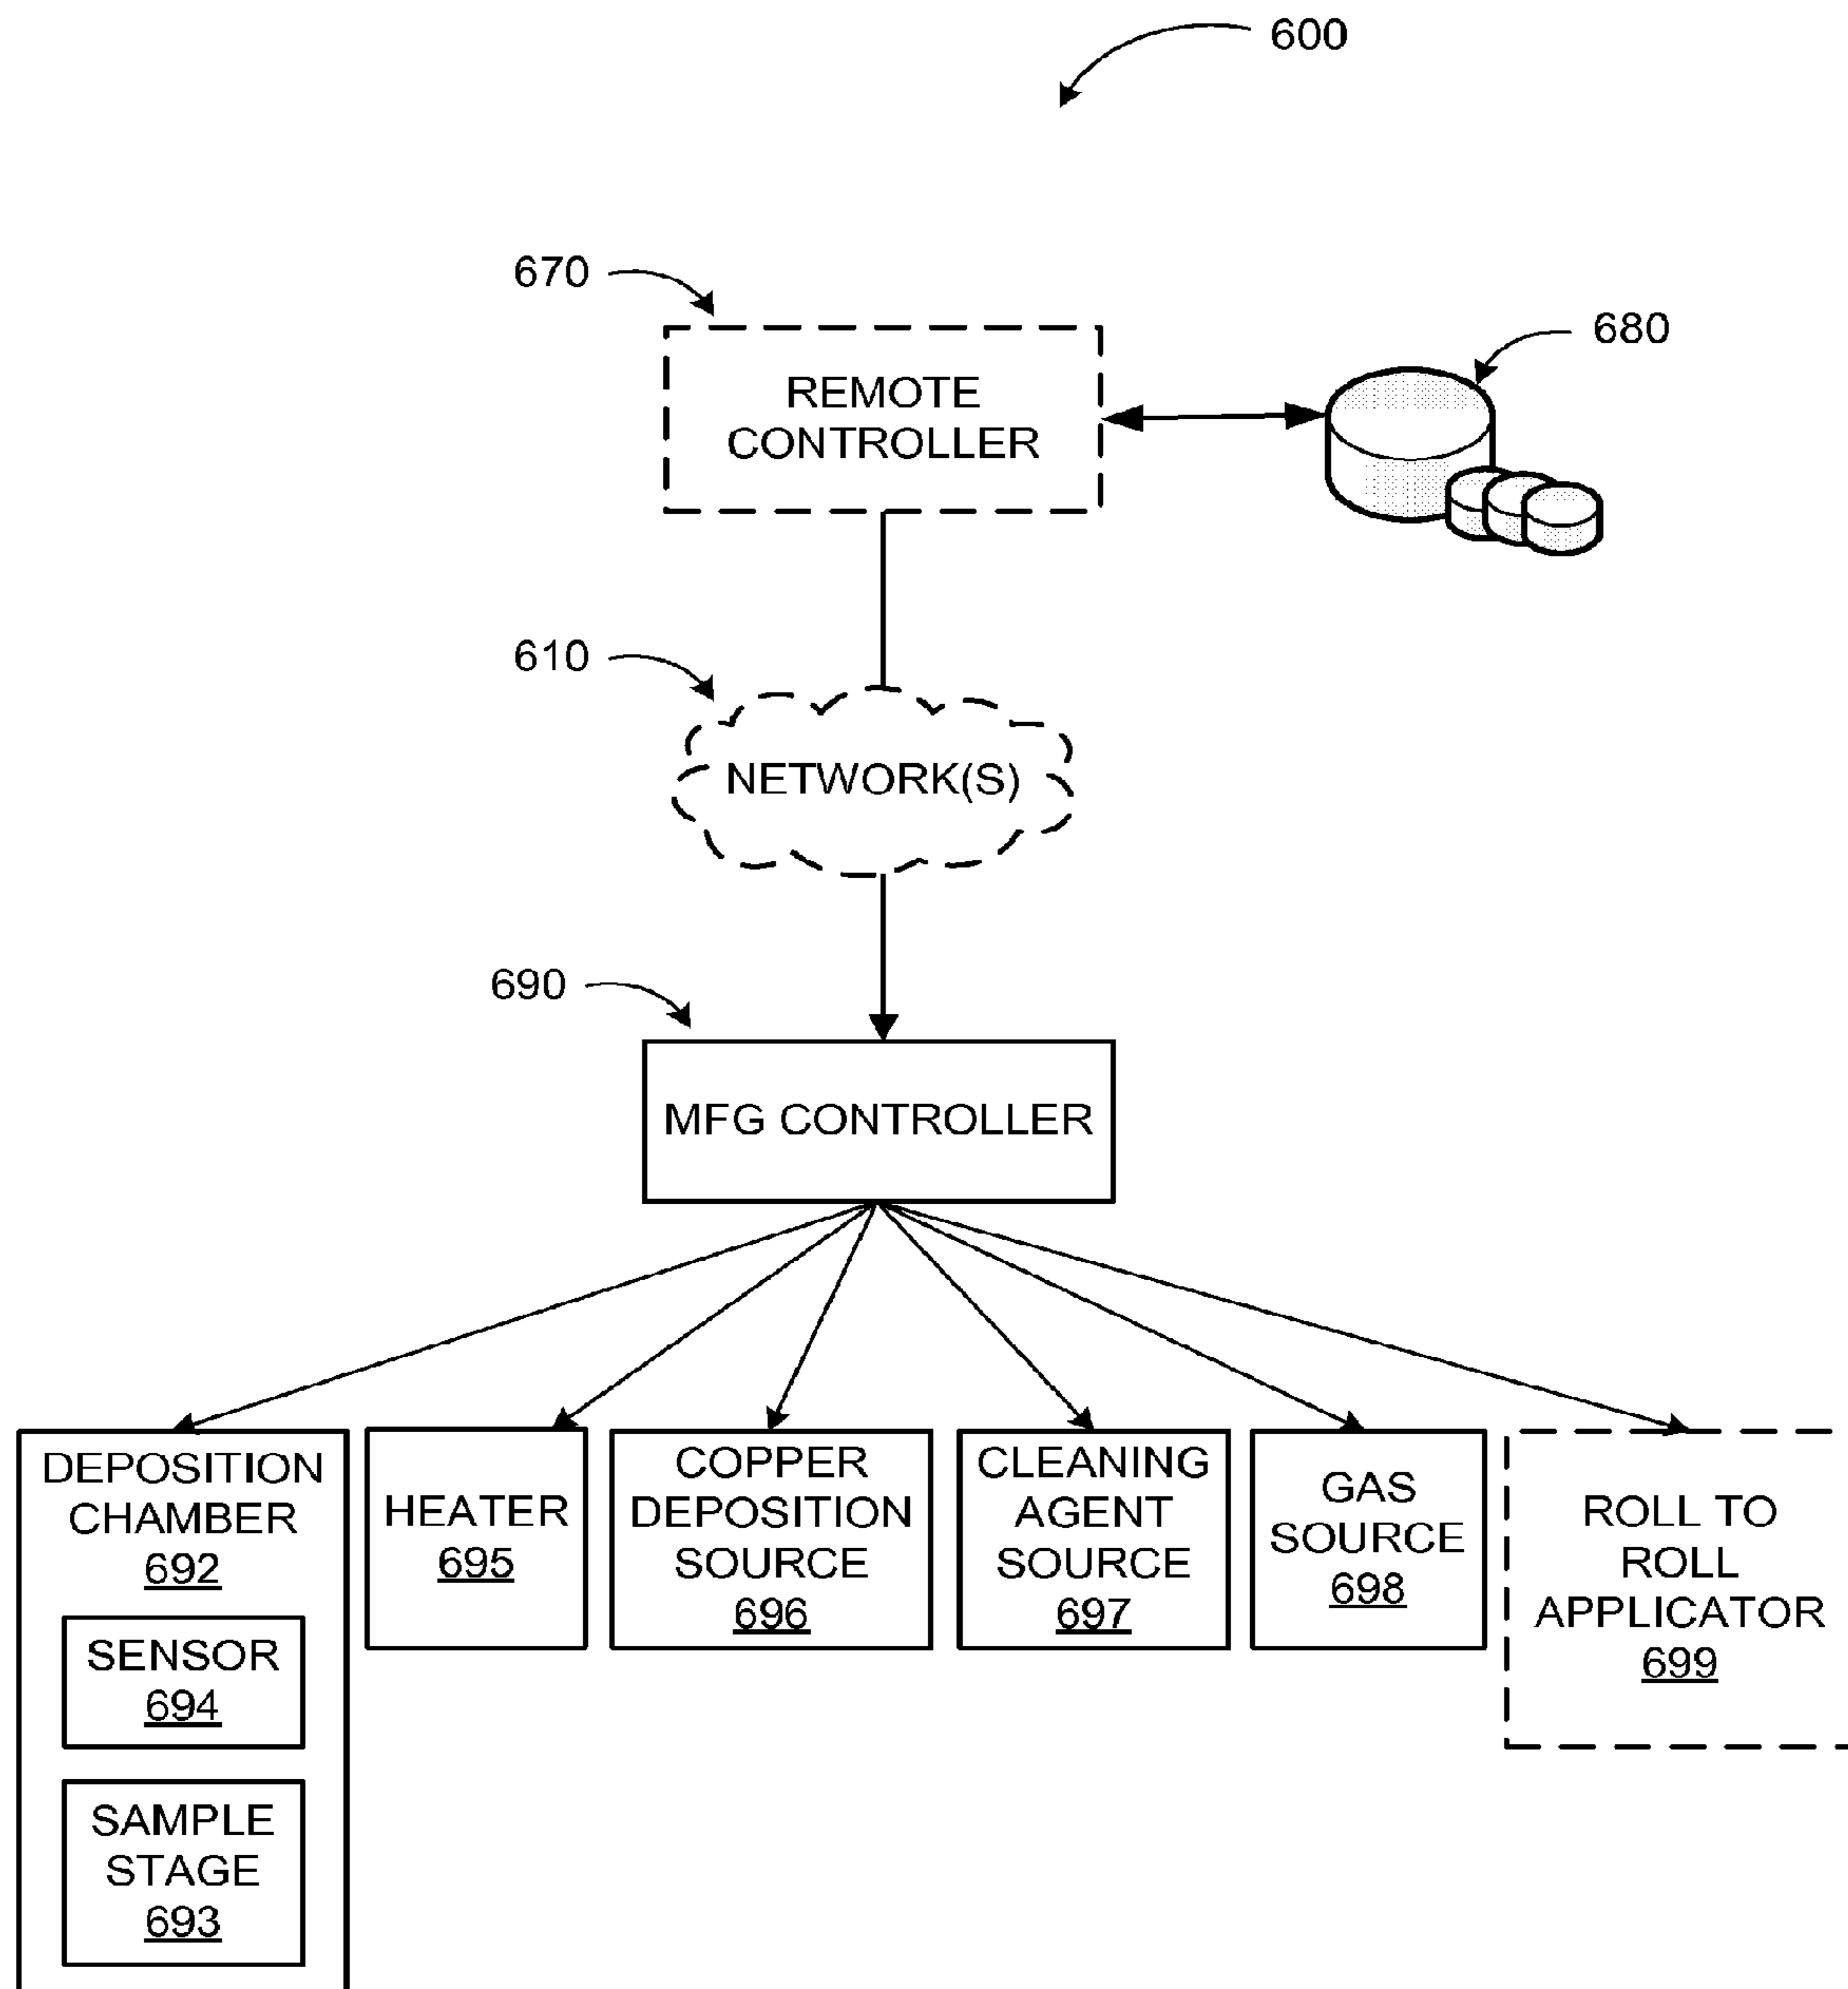 600
670
REMOTE
CONTROLLER
680
610
NETWORK(S)
690
MFG CONTROLLER
DEPOSITION
CHAMBER
692
SENSOR
694
SAMPLE
STAGE
693
HEATER
695
COPPER
DEPOSITION
SOURCE
696
CLEANING
AGENT
SOURCE
697
GAS
SOURCE
698
ROLL TO
ROLL
APPLICATOR
699